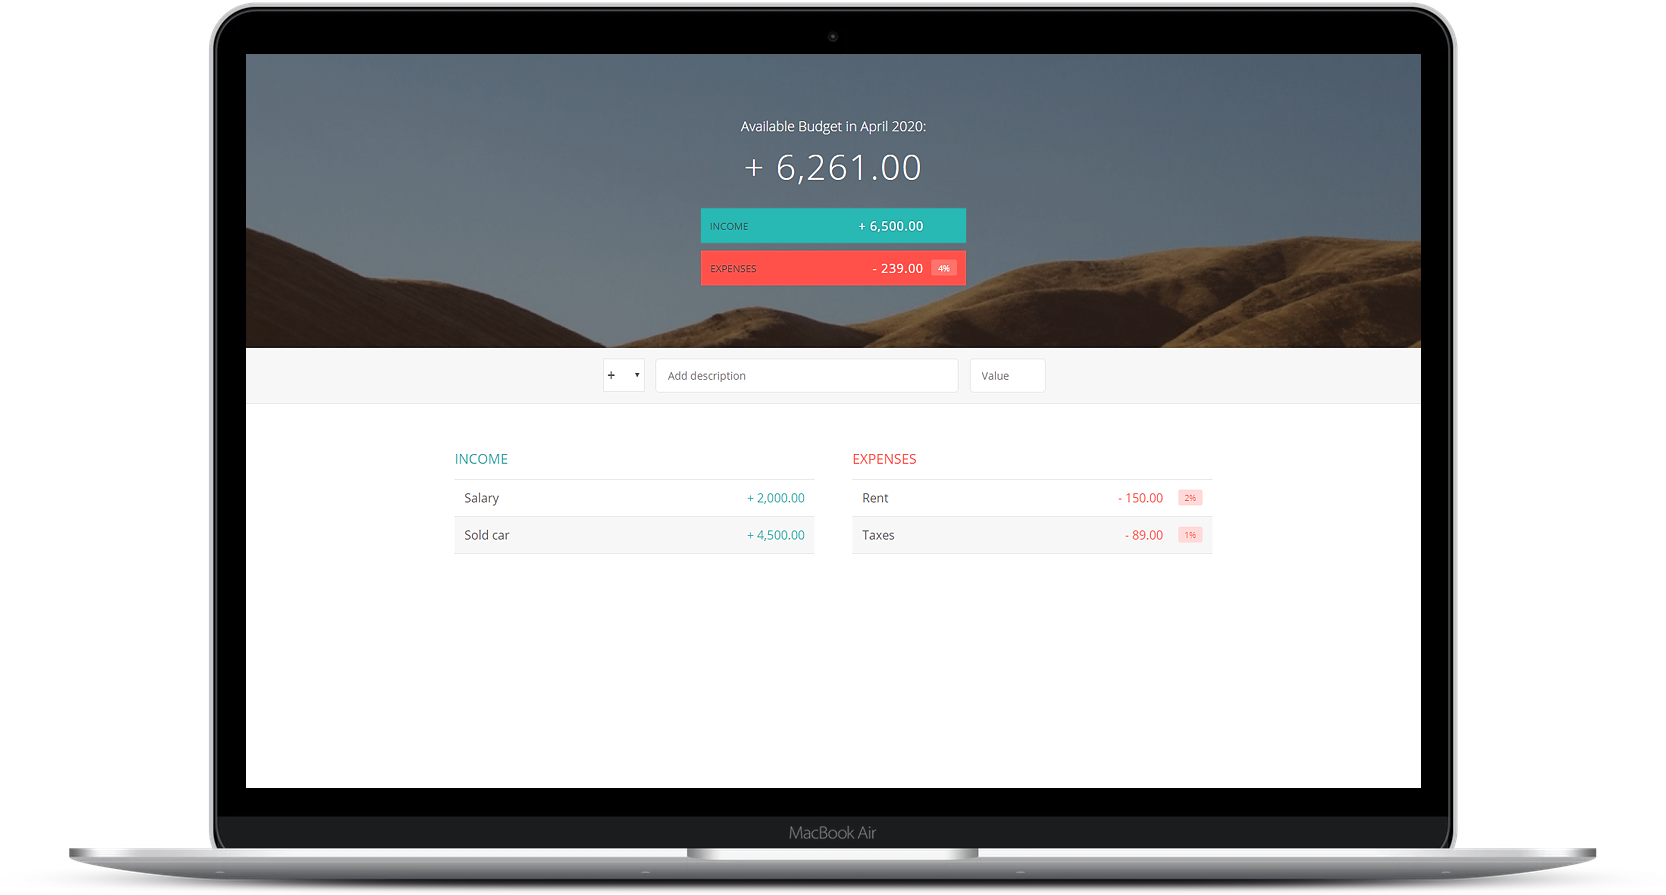 Available Budget in April 2020:
+ 6,261.00
INCOME + 6,500.00
EXPENSES - 239.00 4%
+ Add description Value
INCOME
Salary + 2,000.00
Sold car + 4,500.00
EXPENSES
Rent - 150.00 2%
Taxes - 89.00 1%
MacBook Air